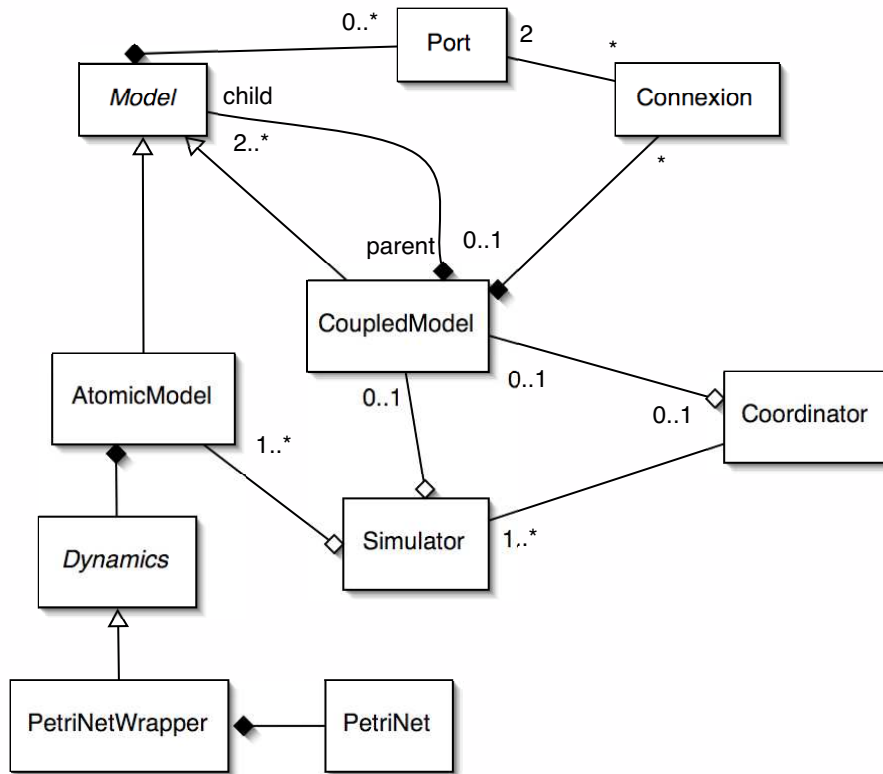 0..*
Port
2
*
Model
child
Connexion
2..*
*
parent
0..1
CoupledModel
0..1
0..1
AtomicModel
0..1
Coordinator
1..*
Simulator
1..*
Dynamics
PetriNetWrapper
PetriNet